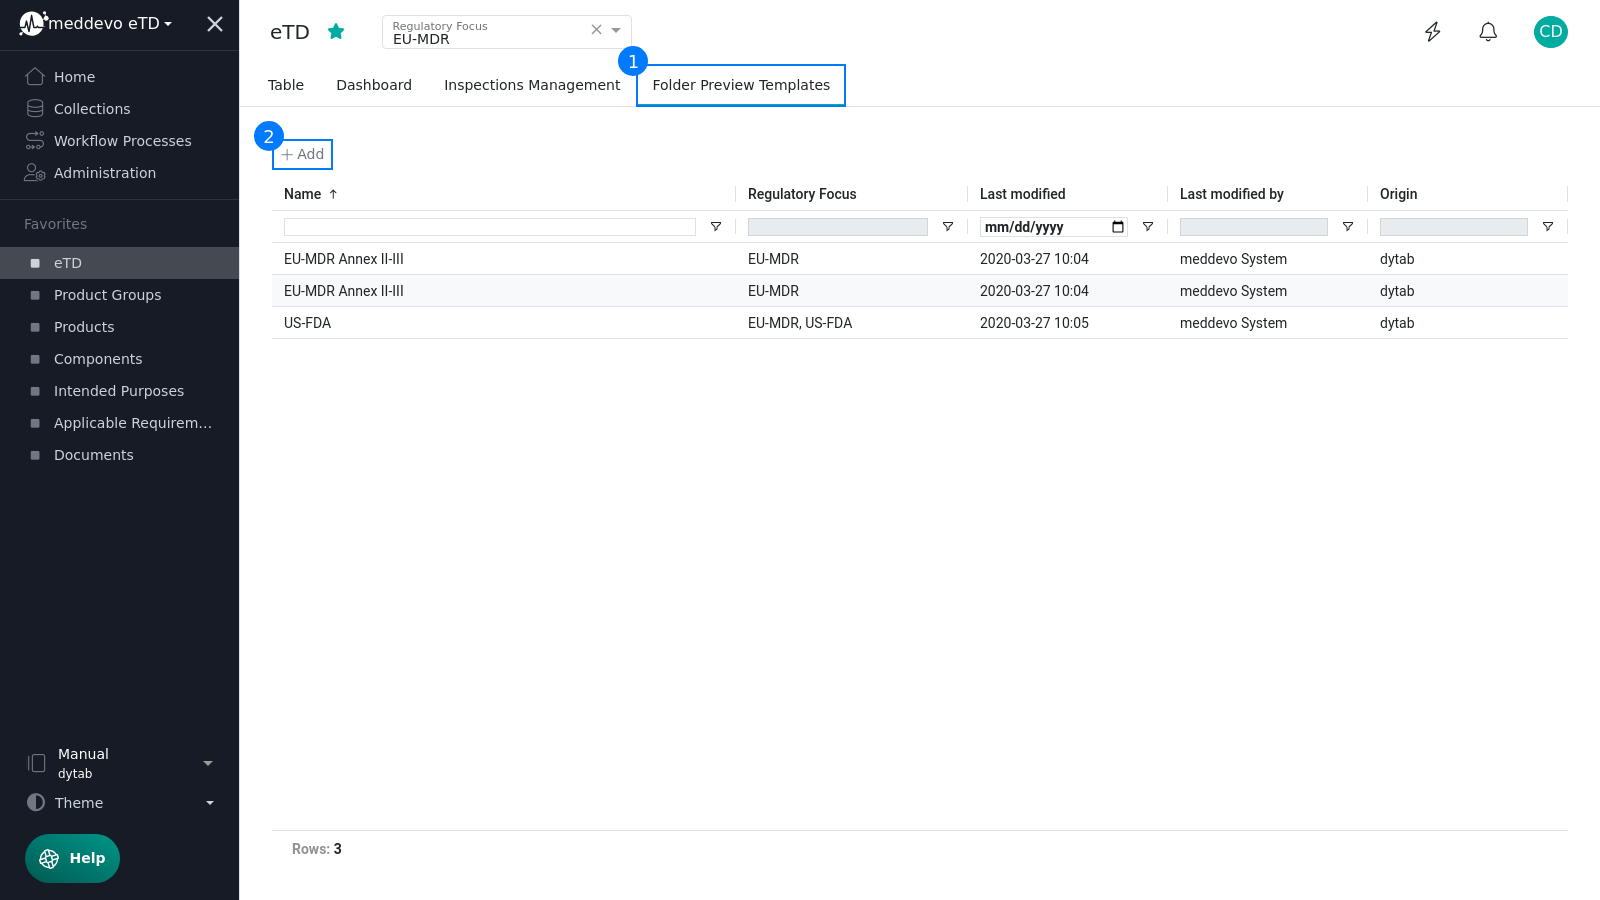 meddevo eTD
Home
Collections
Workflow Processes
Administration
Favorites
eTD
Product Groups
Products
Components
Intended Purposes
Applicable Requirem...
Documents
Manual
dytab
Theme
Help
eTD
Regulatory Focus
EU-MDR
CD
1
Table Dashboard Inspections Management Folder Preview Templates
2
Add
Name Regulatory Focus Last modified Last modified by Origin
mm/dd/yyyy
EU-MDR Annex II-III EU-MDR 2020-03-27 10:04 meddevo System dytab
EU-MDR Annex II-III EU-MDR 2020-03-27 10:04 meddevo System dytab
US-FDA EU-MDR, US-FDA 2020-03-27 10:05 meddevo System dytab
Rows: 3